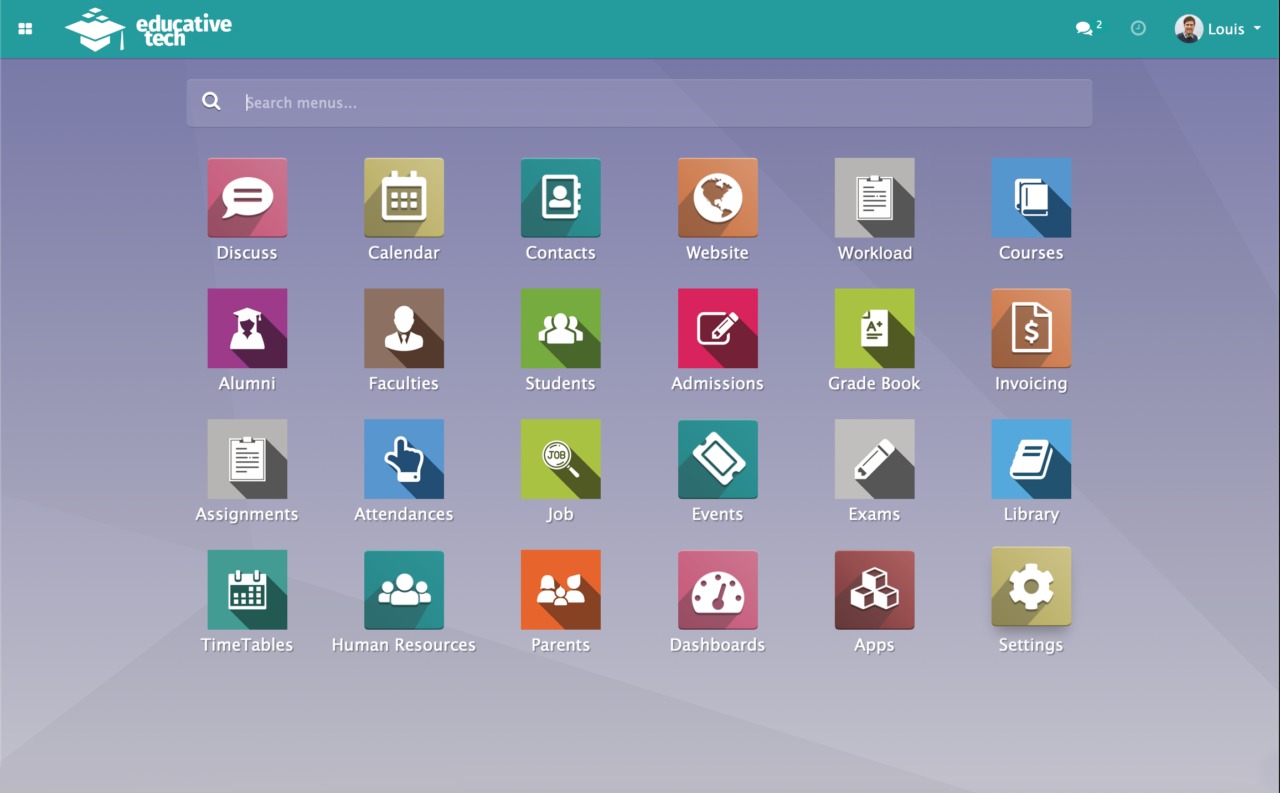 educative
tech
2
Louis
Search menus...
Discuss
Calendar
Contacts
Website
Workload
Courses
A+
$
Alumni
Faculties
Students
Admissions
Grade Book
Invoicing
JOB
Assignments
Attendances
Job
Events
Exams
Library
TimeTables
Human Resources
Parents
Dashboards
Apps
Settings